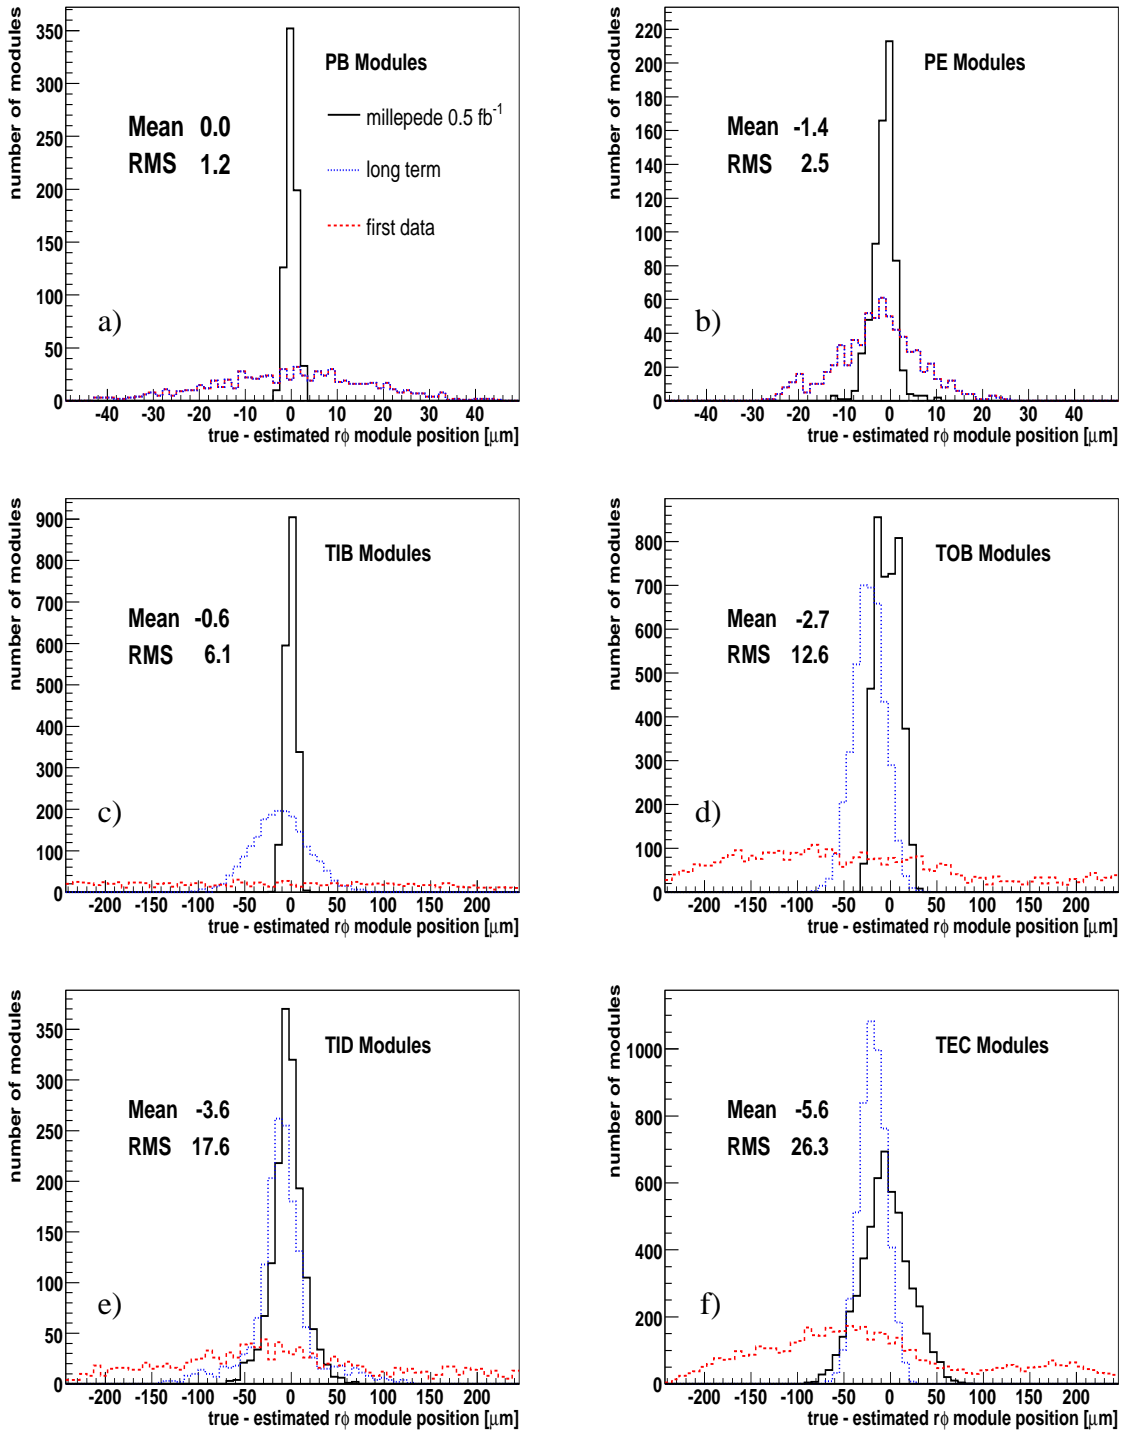 number of modules
350
300
250
200
150
100
50
0
PB Modules
millepede 0.5 fb⁻¹
long term
first data
Mean 0.0
RMS 1.2
a)
-40 -30 -20 -10 0 10 20 30 40
true - estimated rϕ module position [μm]
number of modules
220
200
180
160
140
120
100
80
60
40
20
0
PE Modules
Mean -1.4
RMS 2.5
b)
-40 -30 -20 -10 0 10 20 30 40
true - estimated rϕ module position [μm]
number of modules
900
800
700
600
500
400
300
200
100
0
TIB Modules
Mean -0.6
RMS 6.1
c)
-200 -150 -100 -50 0 50 100 150 200
true - estimated rϕ module position [μm]
number of modules
800
700
600
500
400
300
200
100
0
TOB Modules
Mean -2.7
RMS 12.6
d)
-200 -150 -100 -50 0 50 100 150 200
true - estimated rϕ module position [μm]
number of modules
350
300
250
200
150
100
50
0
TID Modules
Mean -3.6
RMS 17.6
e)
-200 -150 -100 -50 0 50 100 150 200
true - estimated rϕ module position [μm]
number of modules
1000
800
600
400
200
0
TEC Modules
Mean -5.6
RMS 26.3
f)
-200 -150 -100 -50 0 50 100 150 200
true - estimated rϕ module position [μm]